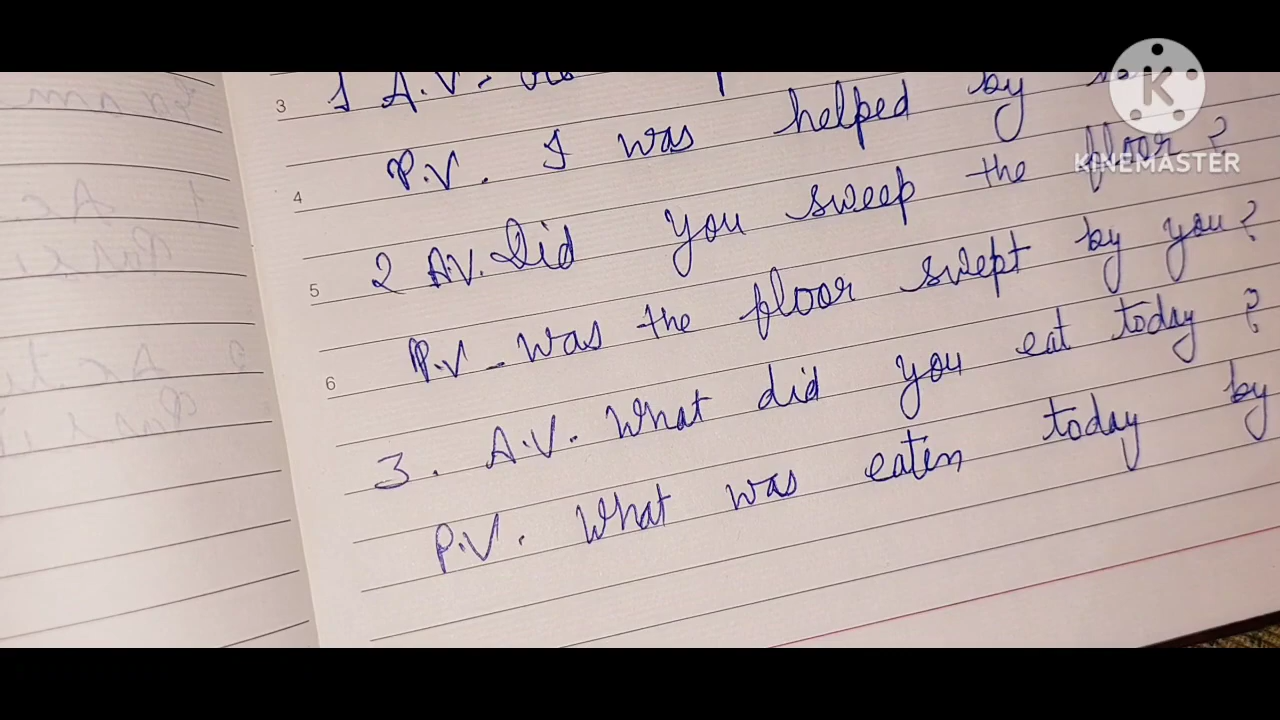 3 1 A.V-
P.V. I was helped by
4
2 A.V. Did you sweep the floor?
5
P.V - Was the floor swept by you?
6
3. A.V. What did you eat today?
P.V. What was eaten today by
K
KINEMASTER